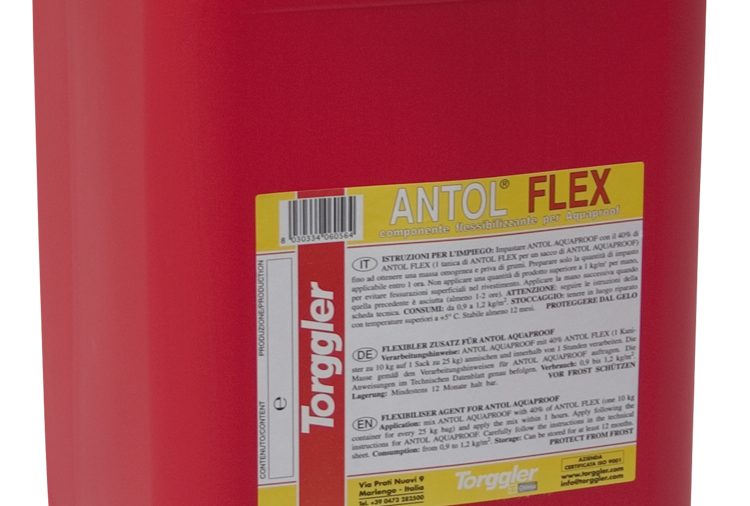 ANTOL® FLEX
componente flessibilizzante per Aquaproof
8 030334 060564
IT ISTRUZIONI PER L'IMPIEGO: Impastare ANTOL AQUAPROOF con il 40% di
ANTOL FLEX (1 tanica di ANTOL FLEX per un sacco di ANTOL AQUAPROOF)
fino ad ottenere una massa omogenea e priva di grumi. Preparare solo la quantità di impasto
applicabile entro 1 ora. Non applicare una quantità di prodotto superiore a 1 kg/m² per mano,
per evitare fessurazioni superficiali nel rivestimento. Applicare la mano successiva quando
quella precedente è asciutta (almeno 1-2 ore). ATTENZIONE: seguire le istruzioni della
scheda tecnica. CONSUMI: da 0,9 a 1,2 kg/m². STOCCAGGIO: tenere in luogo riparato
con temperature superiori a +5° C. Stabile almeno 12 mesi. PROTEGGERE DAL GELO
DE FLEXIBLER ZUSATZ FÜR ANTOL AQUAPROOF
Verarbeitungshinweise: ANTOL AQUAPROOF mit 40% ANTOL FLEX (1 Kani-
ster zu 10 kg auf 1 Sack zu 25 kg) anmischen und innerhalb von 1 Stunden verarbeiten. Die
Masse gemäß den Verarbeitungshinweisen für ANTOL AQUAPROOF auftragen. Die
Anweisungen im Technischen Datenblatt genau befolgen. Verbrauch: 0,9 bis 1,2 kg/m².
Lagerung: Mindestens 12 Monate halt bar. VOR FROST SCHÜTZEN
EN FLEXIBILISER AGENT FOR ANTOL AQUAPROOF
Application: mix ANTOL AQUAPROOF with 40% of ANTOL FLEX (one 10 kg
container for every 25 kg bag) and apply the mix within 1 hours. Apply following the
instructions for ANTOL AQUAPROOF. Carefully follow the instructions in the technical
sheet. Consumption: from 0,9 to 1,2 kg/m². Storage: Can be stored for at least 12 months.
PROTECT FROM FROST
PRODUZIONE/PRODUCTION
CONTENUTO/CONTENT
e
Torggler
Via Prati Nuovi 9
Marlengo - Italia
Tel. +39 0473 282500
Torggler
AZIENDA
CERTIFICATA ISO 9001
www.torggler.com
info@torggler.com